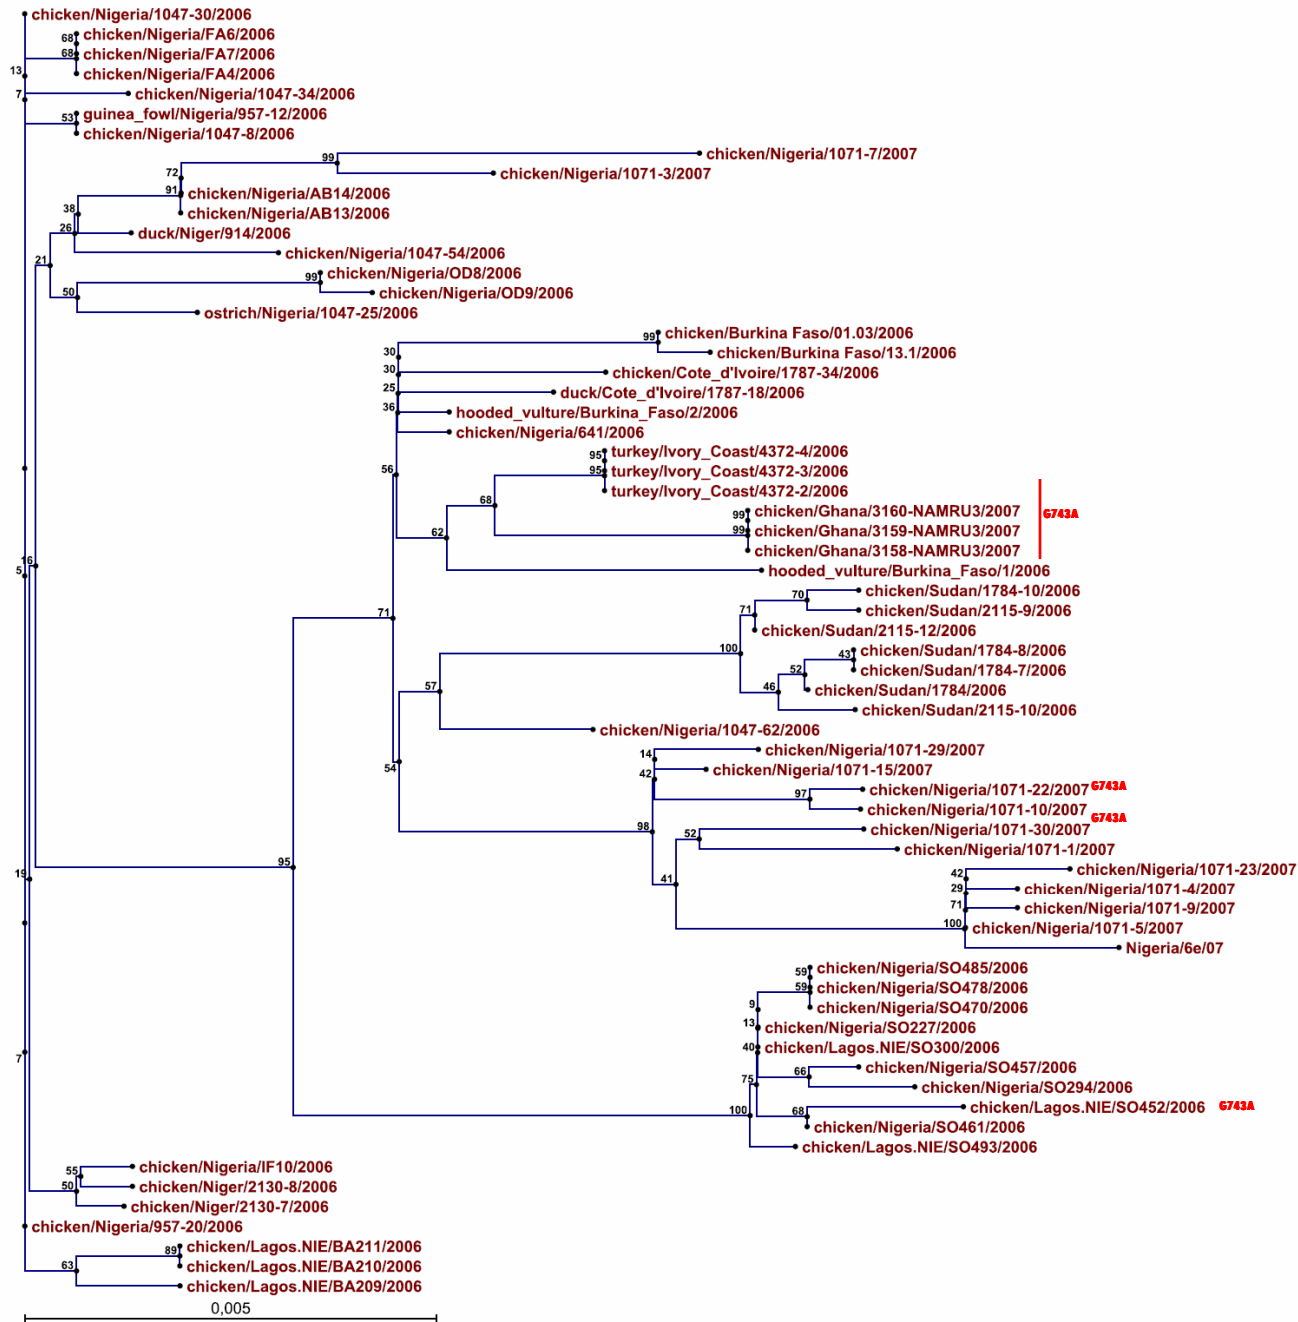 chicken/Nigeria/1047-30/2006
chicken/Nigeria/FA6/2006
68
chicken/Nigeria/FA7/2006
68
chicken/Nigeria/FA4/2006
13
chicken/Nigeria/1047-34/2006
7
guinea_fowl/Nigeria/957-12/2006
53
chicken/Nigeria/1047-8/2006
chicken/Nigeria/1071-7/2007
99
chicken/Nigeria/1071-3/2007
72
chicken/Nigeria/AB14/2006
91
chicken/Nigeria/AB13/2006
38
duck/Niger/914/2006
26
chicken/Nigeria/1047-54/2006
21
chicken/Nigeria/OD8/2006
99
chicken/Nigeria/OD9/2006
50
ostrich/Nigeria/1047-25/2006
chicken/Burkina Faso/01.03/2006
99
chicken/Burkina Faso/13.1/2006
30
chicken/Cote_d'Ivoire/1787-34/2006
30
duck/Cote_d'Ivoire/1787-18/2006
25
hooded_vulture/Burkina_Faso/2/2006
36
chicken/Nigeria/641/2006
turkey/Ivory_Coast/4372-4/2006
95
turkey/Ivory_Coast/4372-3/2006
95
56
turkey/Ivory_Coast/4372-2/2006
68
chicken/Ghana/3160-NAMRU3/2007
99
G743A
chicken/Ghana/3159-NAMRU3/2007
99
62
chicken/Ghana/3158-NAMRU3/2007
16
5
hooded_vulture/Burkina_Faso/1/2006
chicken/Sudan/1784-10/2006
70
chicken/Sudan/2115-9/2006
71
71
chicken/Sudan/2115-12/2006
100
chicken/Sudan/1784-8/2006
43
chicken/Sudan/1784-7/2006
52
57
chicken/Sudan/1784/2006
46
chicken/Sudan/2115-10/2006
chicken/Nigeria/1047-62/2006
chicken/Nigeria/1071-29/2007
14
54
chicken/Nigeria/1071-15/2007
42
chicken/Nigeria/1071-22/2007 G743A
97
chicken/Nigeria/1071-10/2007
G743A
98
chicken/Nigeria/1071-30/2007
52
chicken/Nigeria/1071-1/2007
95
chicken/Nigeria/1071-23/2007
42
19
41
chicken/Nigeria/1071-4/2007
29
chicken/Nigeria/1071-9/2007
71
chicken/Nigeria/1071-5/2007
100
Nigeria/6e/07
chicken/Nigeria/SO485/2006
59
chicken/Nigeria/SO478/2006
59
chicken/Nigeria/SO470/2006
9
chicken/Nigeria/SO227/2006
13
chicken/Lagos.NIE/SO300/2006
40
7
chicken/Nigeria/SO457/2006
66
75
chicken/Nigeria/SO294/2006
chicken/Lagos.NIE/SO452/2006 G743A
100
68
chicken/Nigeria/SO461/2006
chicken/Lagos.NIE/SO493/2006
chicken/Nigeria/IF10/2006
55
chicken/Niger/2130-8/2006
50
chicken/Niger/2130-7/2006
chicken/Nigeria/957-20/2006
chicken/Lagos.NIE/BA211/2006
89
chicken/Lagos.NIE/BA210/2006
63
chicken/Lagos.NIE/BA209/2006
0,005